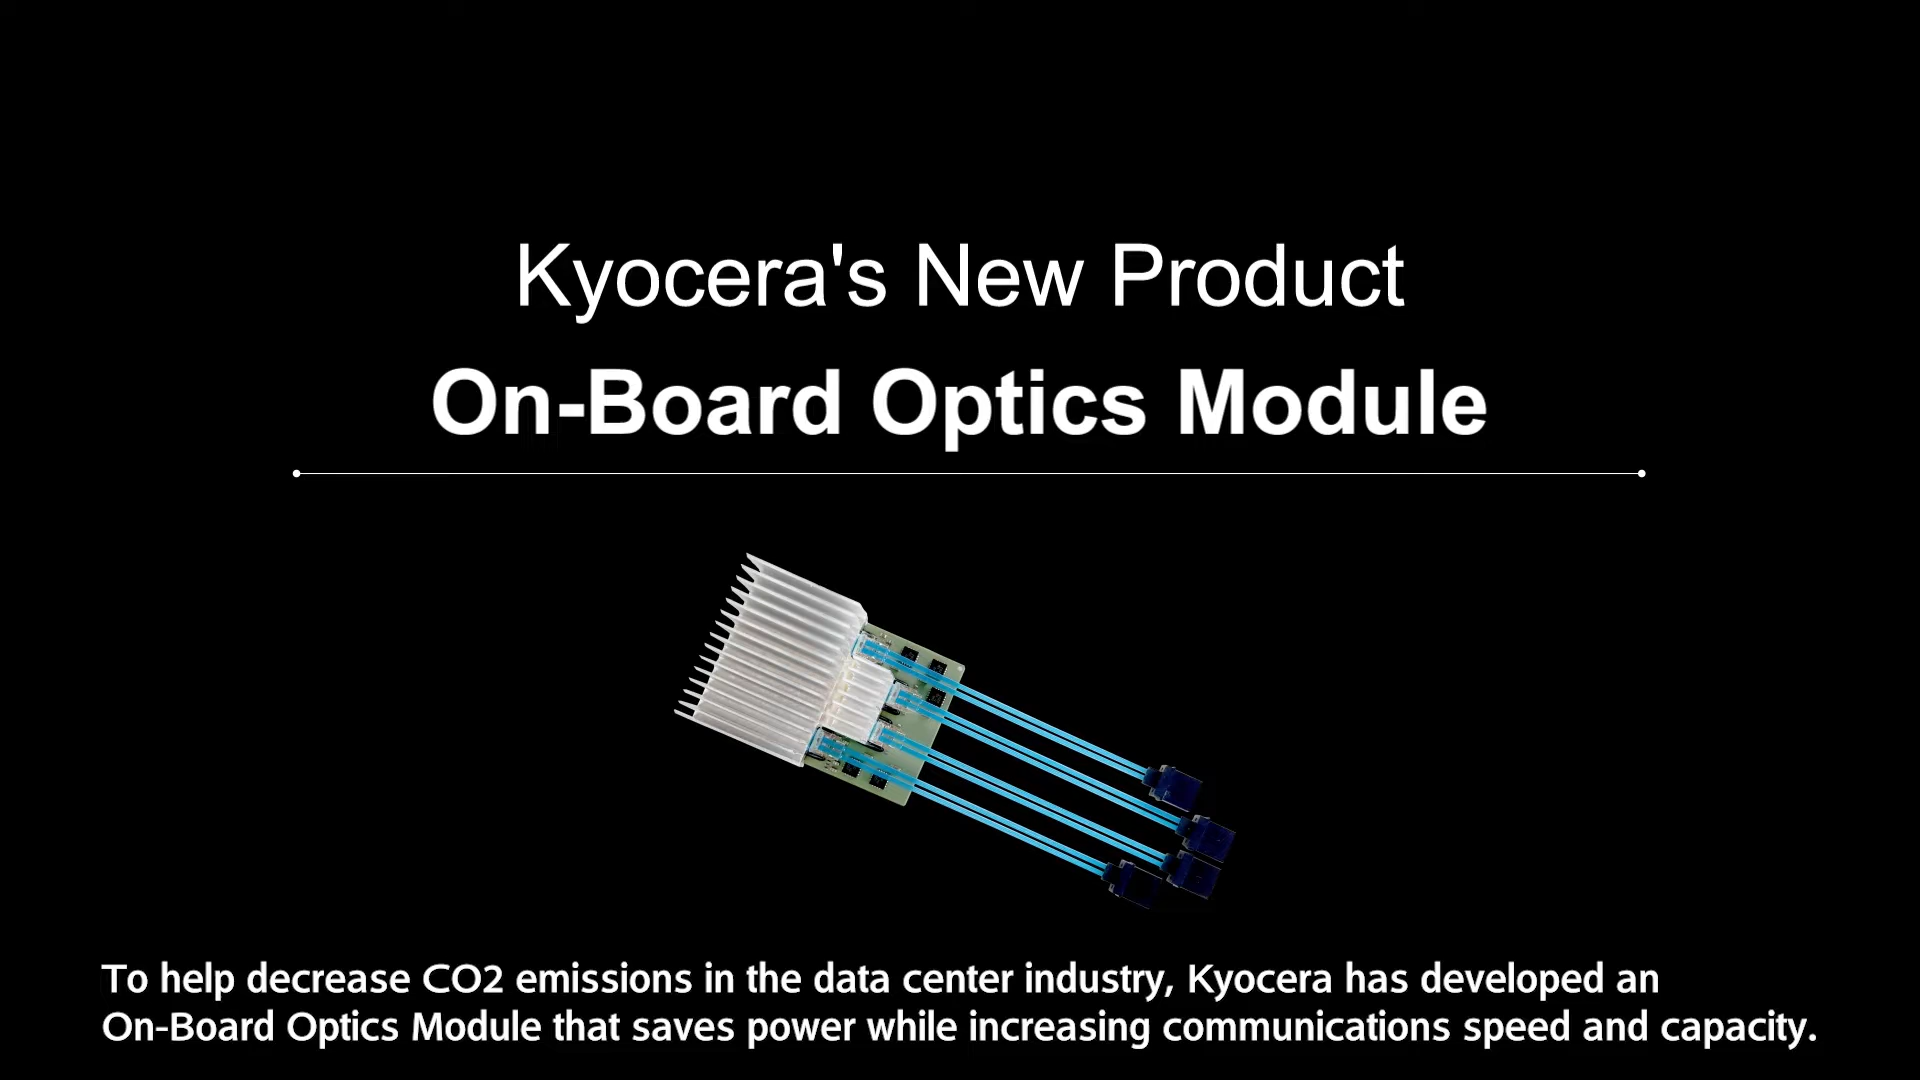 Kyocera's New Product
On-Board Optics Module
To help decrease CO2 emissions in the data center industry, Kyocera has developed an
On-Board Optics Module that saves power while increasing communications speed and capacity.